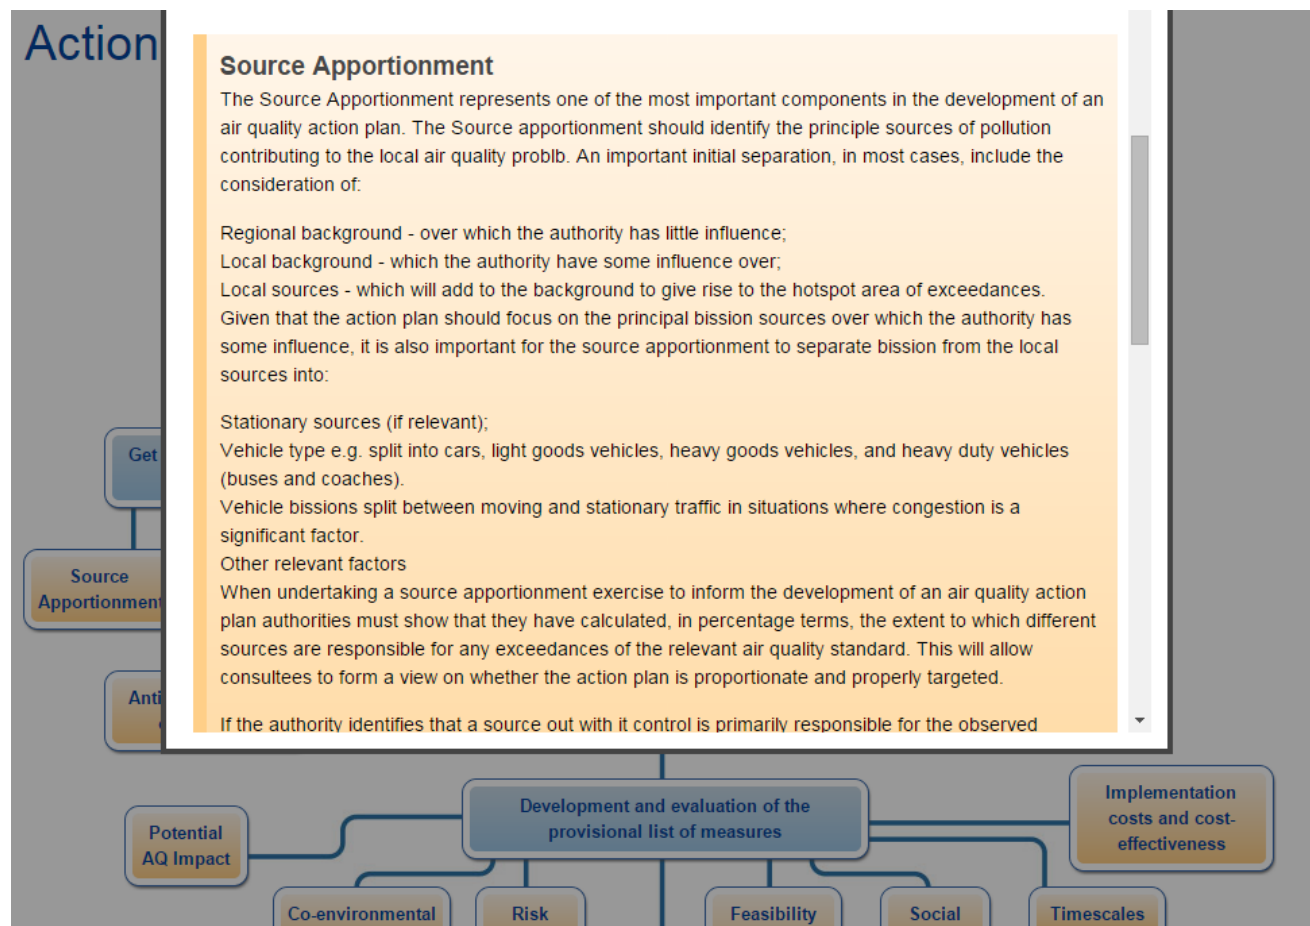 Action
Source Apportionment
The Source Apportionment represents one of the most important components in the development of an
air quality action plan. The Source apportionment should identify the principle sources of pollution
contributing to the local air quality problb. An important initial separation, in most cases, include the
consideration of:
Regional background - over which the authority has little influence;
Local background - which the authority have some influence over;
Local sources - which will add to the background to give rise to the hotspot area of exceedances.
Given that the action plan should focus on the principal bission sources over which the authority has
some influence, it is also important for the source apportionment to separate bission from the local
sources into:
Stationary sources (if relevant);
Vehicle type e.g. split into cars, light goods vehicles, heavy goods vehicles, and heavy duty vehicles
(buses and coaches).
Vehicle bissions split between moving and stationary traffic in situations where congestion is a
significant factor.
Other relevant factors
When undertaking a source apportionment exercise to inform the development of an air quality action
plan authorities must show that they have calculated, in percentage terms, the extent to which different
sources are responsible for any exceedances of the relevant air quality standard. This will allow
consultees to form a view on whether the action plan is proportionate and properly targeted.
If the authority identifies that a source out with it control is primarily responsible for the observed
Get
Source
Apportionment
Anti
Development and evaluation of the
provisional list of measures
Implementation
costs and cost-
effectiveness
Potential
AQ Impact
Co-environmental
Risk
Feasibility
Social
Timescales